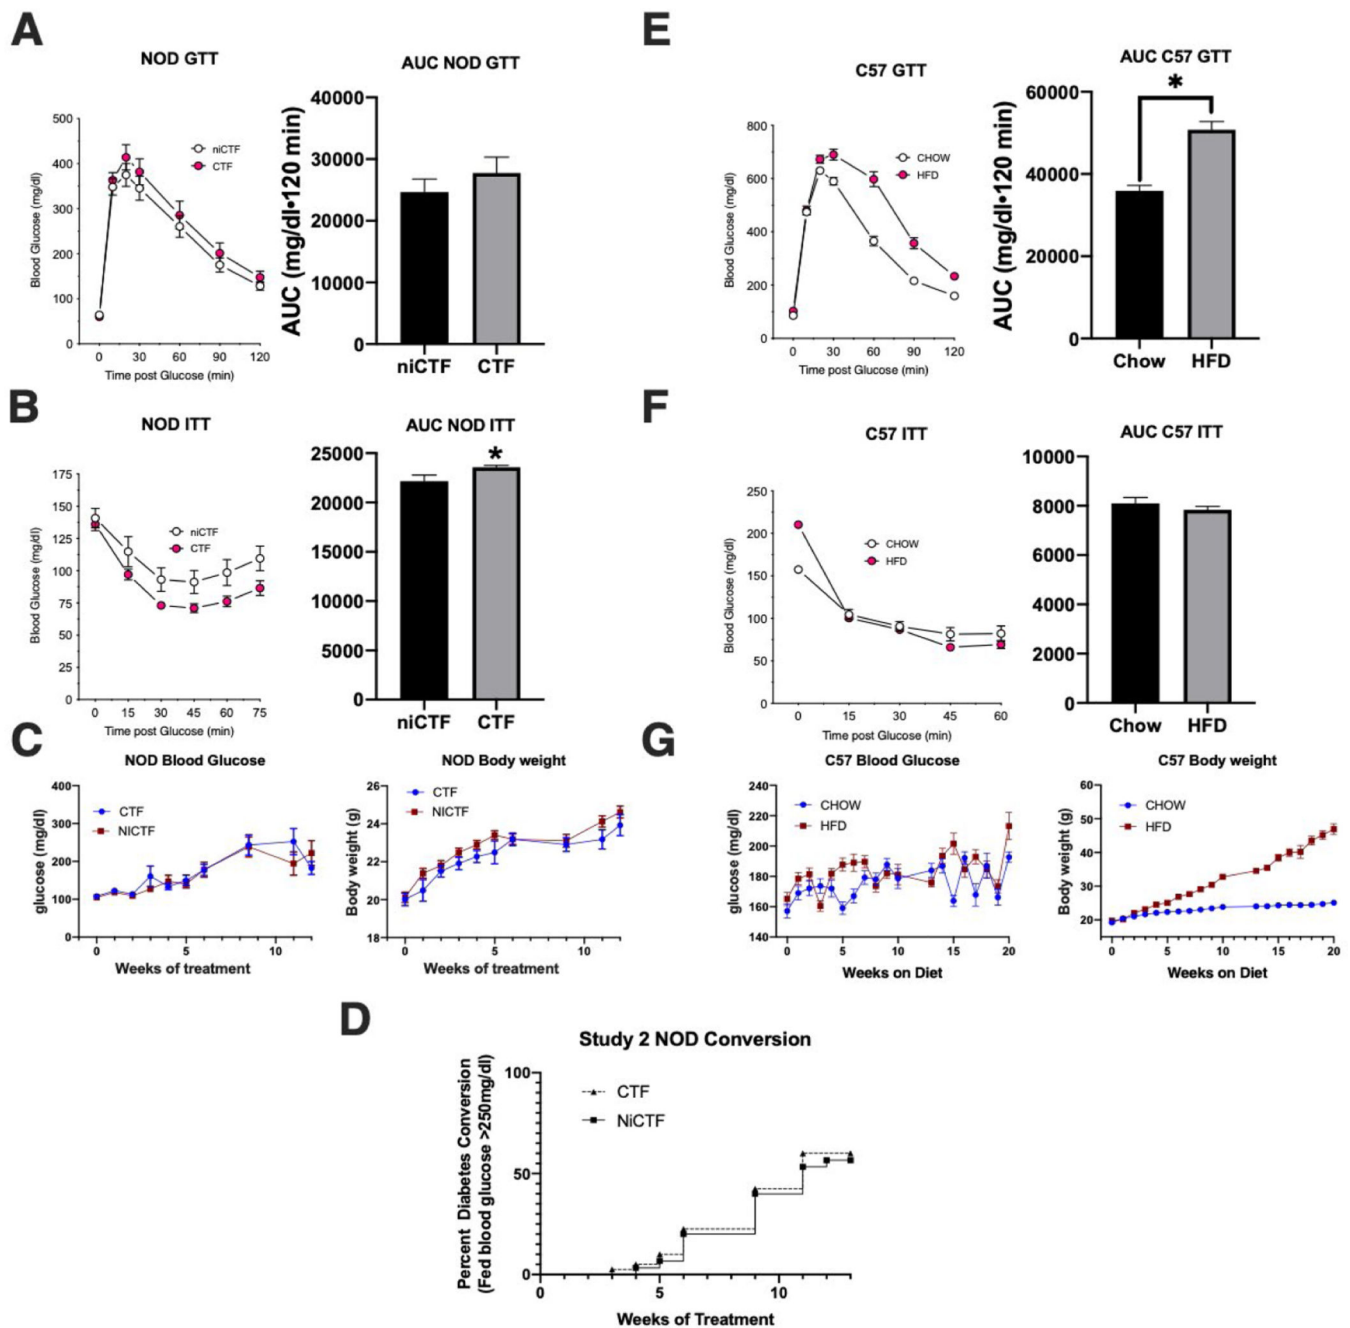 A
NOD GTT
Blood Glucose (mg/dl)
500
400
300
200
100
0
niCTF
CTF
0 30 60 90 120
Time post Glucose (min)
AUC NOD GTT
AUC (mg/dl•120 min)
40000
30000
20000
10000
0
niCTF CTF
E
C57 GTT
Blood Glucose (mg/dl)
800
600
400
200
0
CHOW
HFD
0 30 60 90 120
Time post Glucose (min)
AUC C57 GTT
*
AUC (mg/dl•120 min)
60000
40000
20000
0
Chow HFD
B
NOD ITT
Blood Glucose (mg/dl)
175
150
125
100
75
50
25
0
niCTF
CTF
0 15 30 45 60 75
Time post Glucose (min)
AUC NOD ITT
*
25000
20000
15000
10000
5000
0
niCTF CTF
F
C57 ITT
Blood Glucose (mg/dl)
250
200
150
100
50
0
CHOW
HFD
0 15 30 45 60
Time post Glucose (min)
AUC C57 ITT
10000
8000
6000
4000
2000
0
Chow HFD
C
NOD Blood Glucose
glucose (mg/dl)
400
300
200
100
0
CTF
NICTF
0 5 10
Weeks of treatment
NOD Body weight
Body weight (g)
26
24
22
20
18
CTF
NICTF
0 5 10
Weeks of treatment
G
C57 Blood Glucose
glucose (mg/dl)
240
220
200
180
160
140
CHOW
HFD
0 5 10 15 20
Weeks on Diet
C57 Body weight
Body weight (g)
60
50
40
30
20
CHOW
HFD
0 5 10 15 20
Weeks on Diet
D
Study 2 NOD Conversion
Percent Diabetes Conversion
(Fed blood glucose >250mg/dl)
100
50
0
CTF
NiCTF
0 5 10
Weeks of Treatment